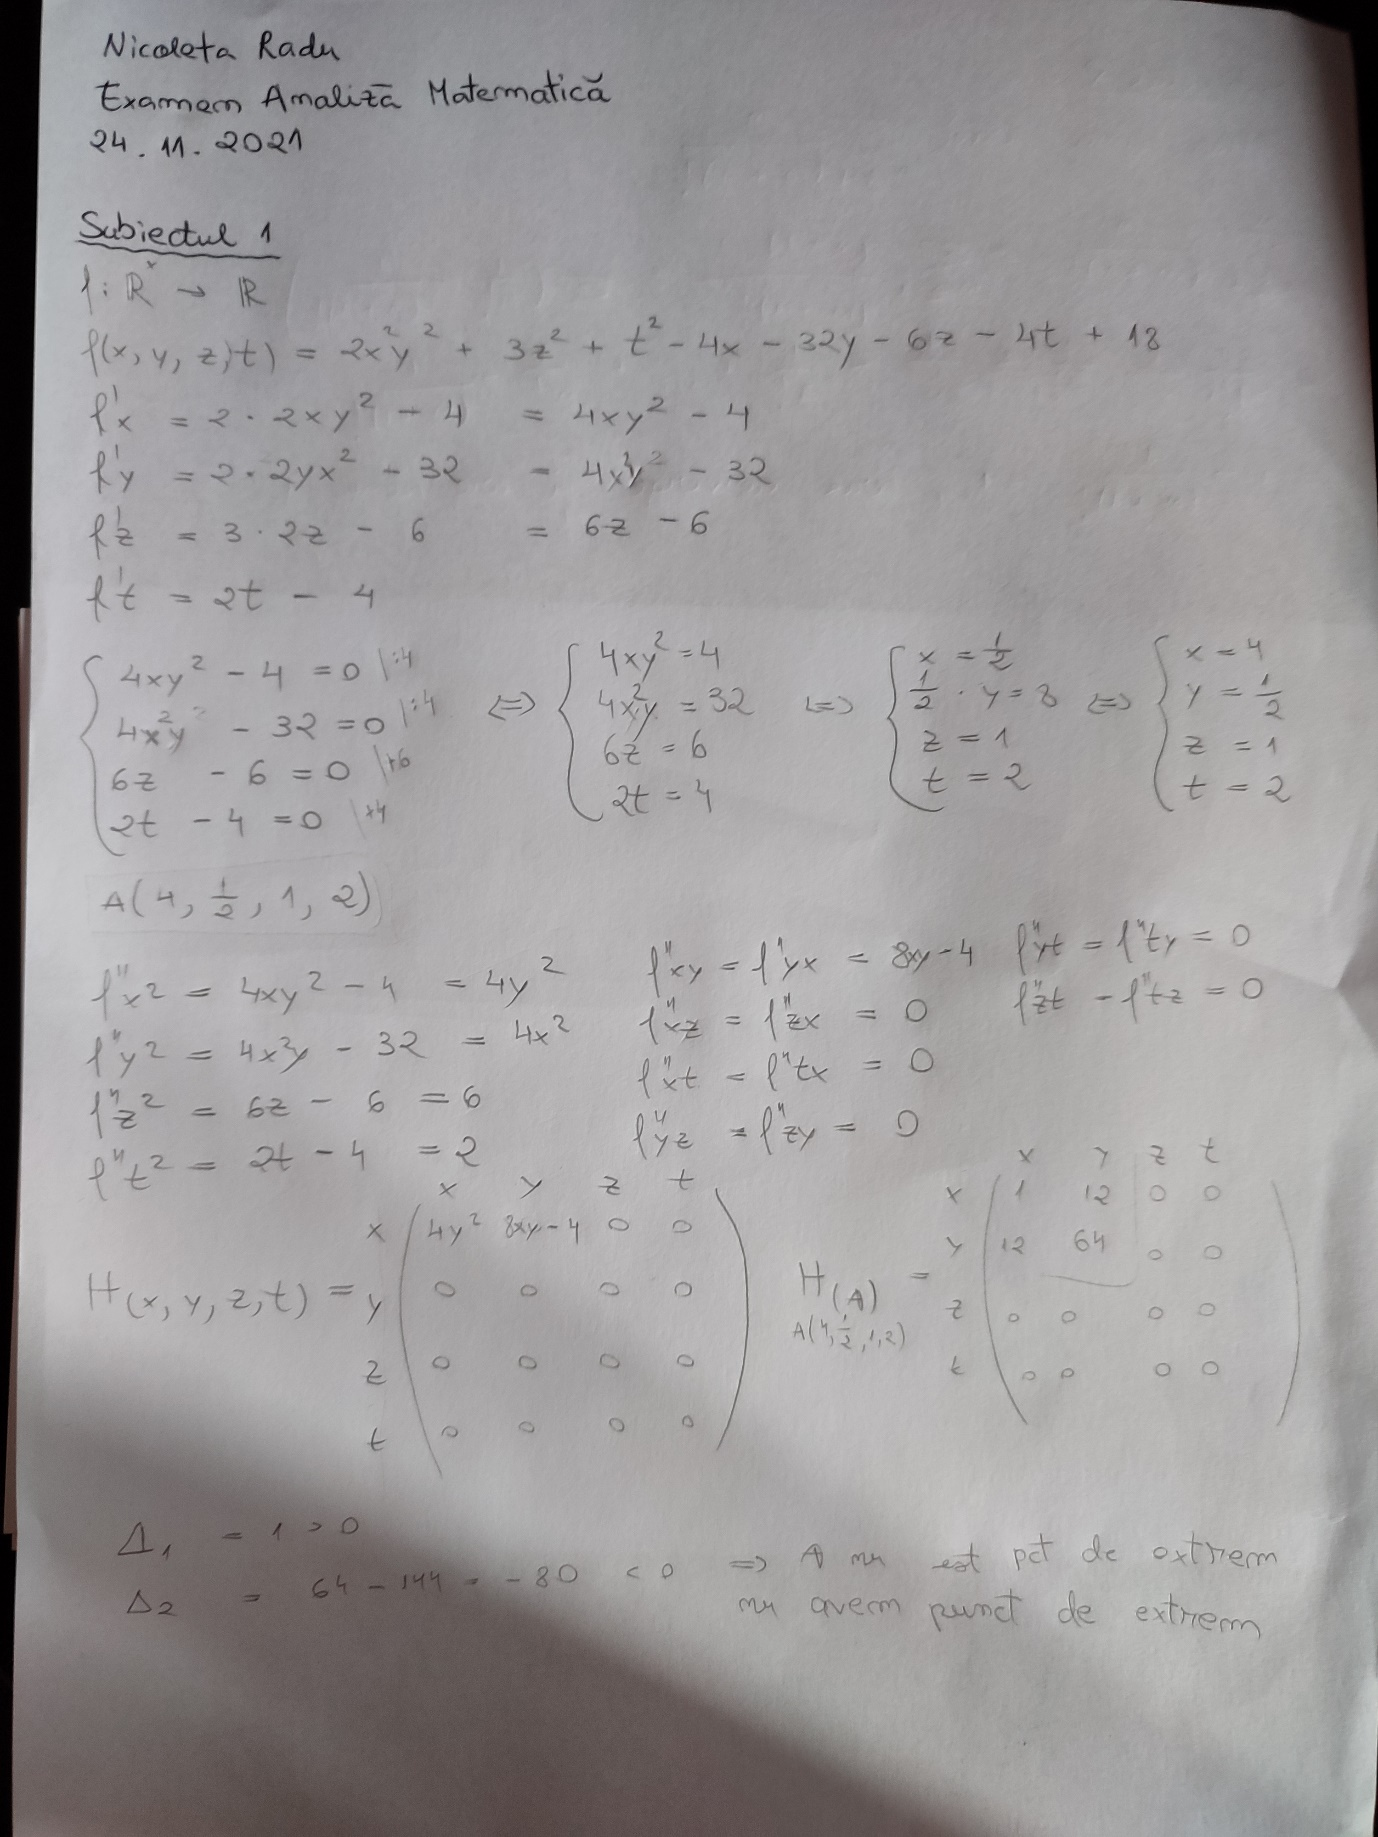 Nicoleta Radu
Examen Analiză Matematică
24.11.2021
Subiectul 1
f: ℝˣ → ℝ
f(x, y, z, t) = 2x²y² + 3z² + t² - 4x - 32y - 6z - 4t + 18
f'x = 2·2xy² - 4 = 4xy² - 4
f'y = 2·2yx² - 32 = 4x²y - 32
f'z = 3·2z - 6 = 6z - 6
f't = 2t - 4
{ 4xy² - 4 = 0 |:4 ⇔ { 4xy² = 4 ⇔ { x = 1/2 ⇔ { x = 4
4x²y - 32 = 0 |:4 4x²y = 32 1/2 · y = 8 y = 1/2
6z - 6 = 0 |+6 6z = 6 z = 1 z = 1
2t - 4 = 0 |+4 2t = 4 t = 2 t = 2
A(4, 1/2, 1, 2)
f''x² = 4xy² - 4 = 4y² f''xy = f'yx = 8xy - 4 f''yt = f''ty = 0
f''y² = 4x²y - 32 = 4x² f''xz = f''zx = 0 f''zt - f''tz = 0
f''z² = 6z - 6 = 6 f''xt = f''tx = 0
f''t² = 2t - 4 = 2 f''yz = f''zy = 0
x y z t x y z t
x 4y² 8xy-4 0 0 x 1 12 0 0
H(x, y, z, t) = y 0 0 0 0 H(A) = y 12 64 0 0
z 0 0 0 0 A(4, 1/2, 1, 2) z 0 0 0 0
t 0 0 0 0 t 0 0 0 0
Δ₁ = 1 > 0
Δ2 = 64 - 144 = -80 < 0 ⇒ A nu est pct de extrem
nu avem punct de extrem